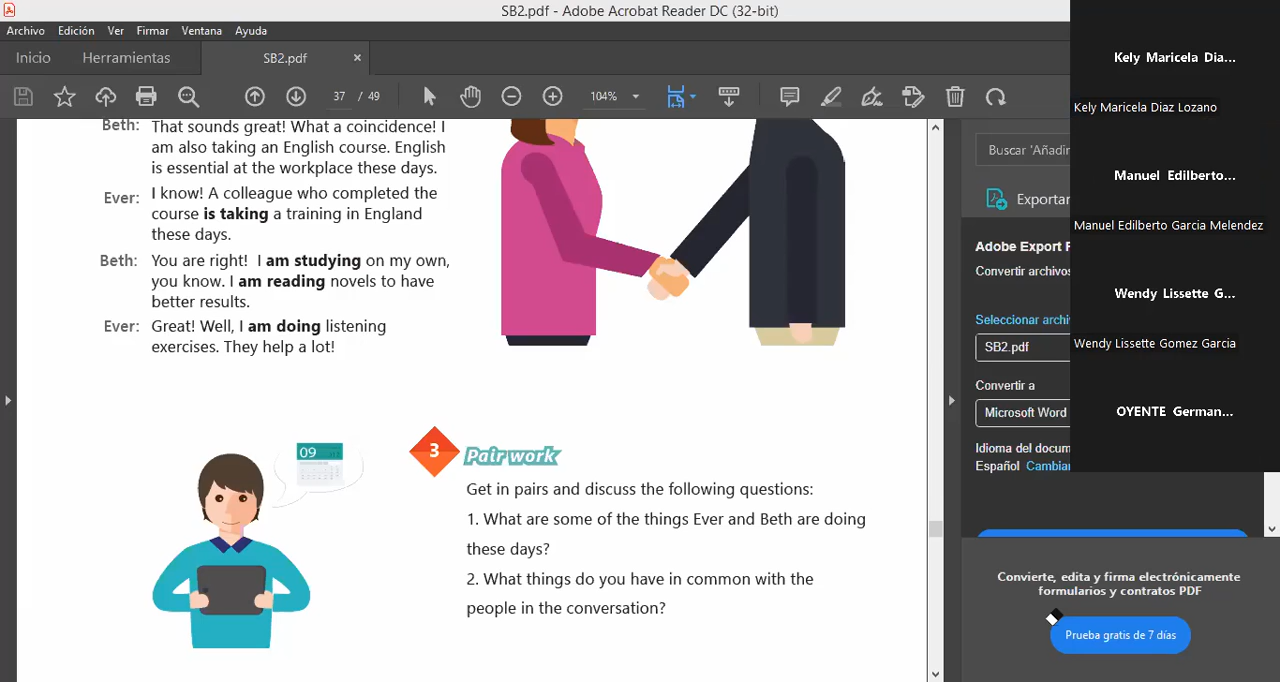 SB2.pdf - Adobe Acrobat Reader DC (32-bit)
Archivo Edición Ver Firmar Ventana Ayuda
Inicio Herramientas SB2.pdf ×
37 / 49 104%
Beth: That sounds great! What a coincidence! I
am also taking an English course. English
is essential at the workplace these days.
Ever: I know! A colleague who completed the
course is taking a training in England
these days.
Beth: You are right! I am studying on my own,
you know. I am reading novels to have
better results.
Ever: Great! Well, I am doing listening
exercises. They help a lot!
09
3 Pair work
Get in pairs and discuss the following questions:
1. What are some of the things Ever and Beth are doing
these days?
2. What things do you have in common with the
people in the conversation?
Buscar 'Añadir
Exportar
Adobe Export P
Convertir archivos
Seleccionar archi
SB2.pdf
Convertir a
Microsoft Word
Idioma del docum
Español Cambiar
Convierte, edita y firma electrónicamente
formularios y contratos PDF
Prueba gratis de 7 días
Kely Maricela Dia...
Kely Maricela Diaz Lozano
Manuel Edilberto...
Manuel Edilberto Garcia Melendez
Wendy Lissette G...
Wendy Lissette Gomez Garcia
OYENTE German...